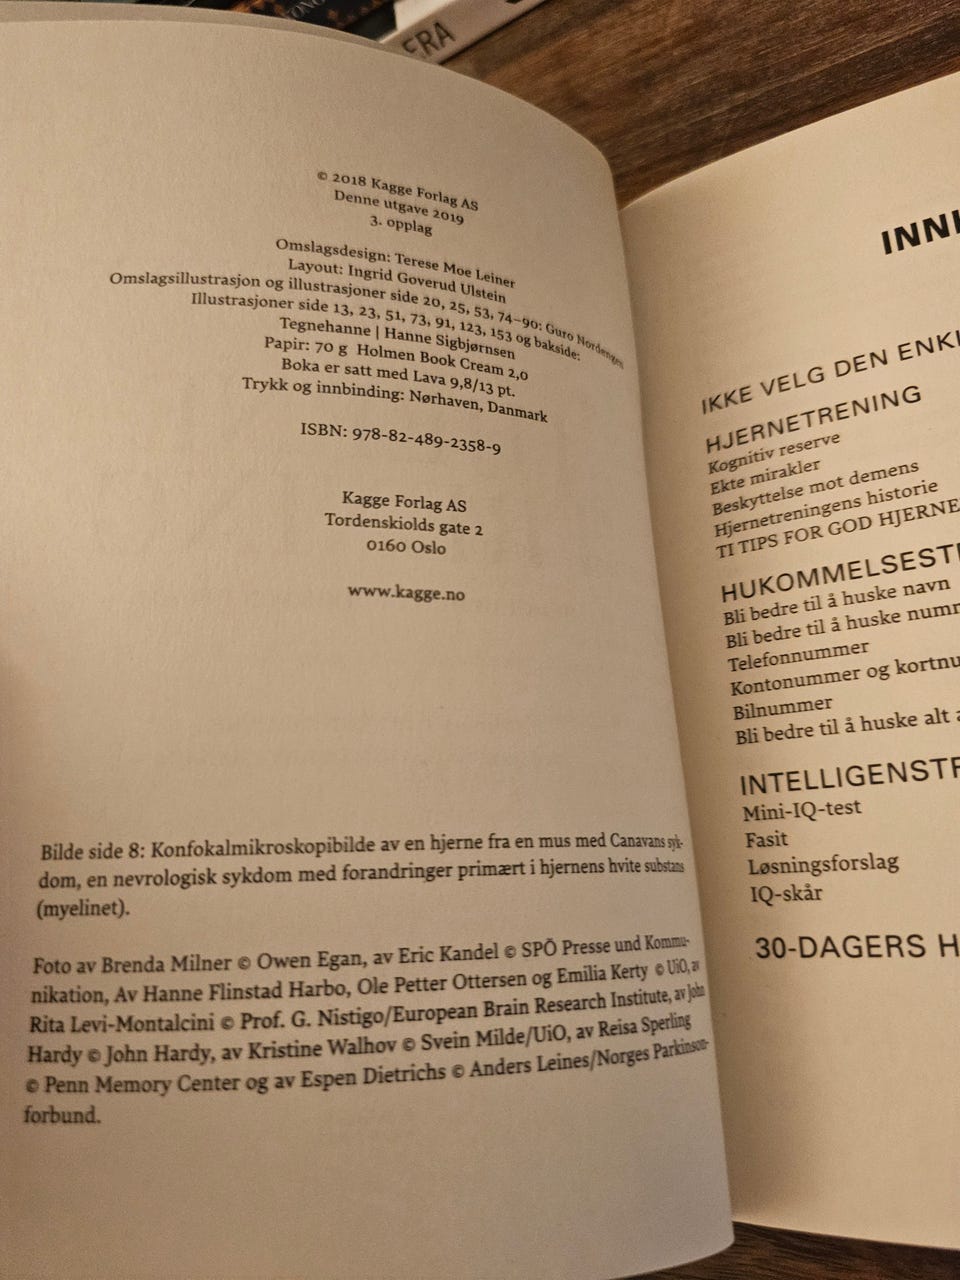 FRA
© 2018 Kagge Forlag AS
Denne utgave 2019
3. opplag
Omslagsdesign: Terese Moe Leiner
Layout: Ingrid Goverud Ulstein
Omslagsillustrasjon og illustrasjoner side 20, 25, 53, 74–90: Guro Nordengen
Illustrasjoner side 13, 23, 51, 73, 91, 123, 153 og bakside:
Tegnehanne | Hanne Sigbjørnsen
Papir: 70 g Holmen Book Cream 2,0
Boka er satt med Lava 9,8/13 pt.
Trykk og innbinding: Nørhaven, Danmark
ISBN: 978-82-489-2358-9
Kagge Forlag AS
Tordenskiolds gate 2
0160 Oslo
www.kagge.no
Bilde side 8: Konfokalmikroskopibilde av en hjerne fra en mus med Canavans syk-
dom, en nevrologisk sykdom med forandringer primært i hjernens hvite substans
(myelinet).
Foto av Brenda Milner © Owen Egan, av Eric Kandel © SPÖ Presse und Kommu-
nikation, Av Hanne Flinstad Harbo, Ole Petter Ottersen og Emilia Kerty © UiO, av
Rita Levi-Montalcini © Prof. G. Nistigo/European Brain Research Institute, av John
Hardy © John Hardy, av Kristine Walhov © Svein Milde/UiO, av Reisa Sperling
© Penn Memory Center og av Espen Dietrichs © Anders Leines/Norges Parkinson-
forbund.
INN
IKKE VELG DEN ENK
HJERNETRENING
Kognitiv reserve
Ekte mirakler
Beskyttelse mot demens
Hjernetreningens historie
TI TIPS FOR GOD HJERNE
HUKOMMELSEST
Bli bedre til å huske navn
Bli bedre til å huske num
Telefonnummer
Kontonummer og kortnu
Bilnummer
Bli bedre til å huske alt a
INTELLIGENST
Mini-IQ-test
Fasit
Løsningsforslag
IQ-skår
30-DAGERS H